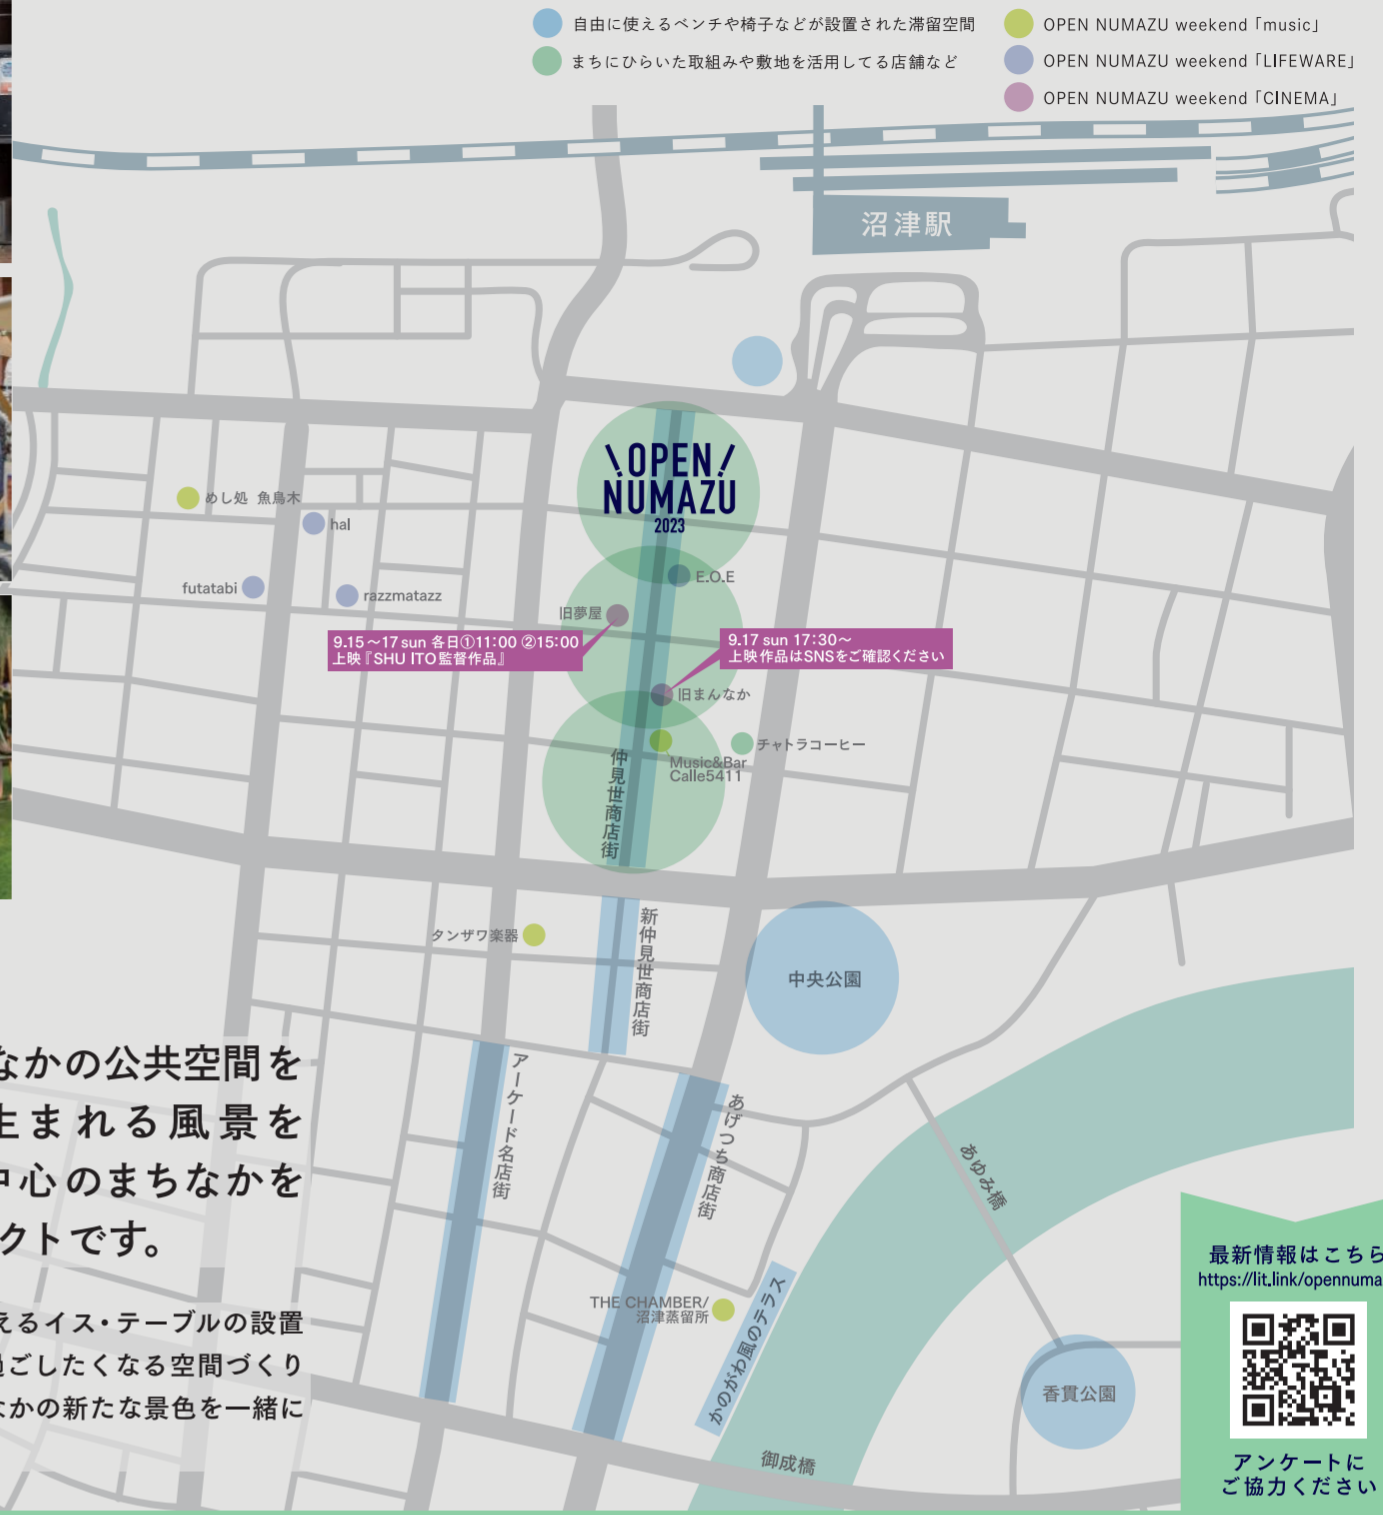 自由に使えるベンチや椅子などが設置された滞留空間
まちにひらいた取組みや敷地を活用してる店舗など
OPEN NUMAZU weekend「music」
OPEN NUMAZU weekend「LIFEWARE」
OPEN NUMAZU weekend「CINEMA」
沼津駅
\OPEN/
NUMAZU
2023
めし処 魚鳥木
hal
futatabi
razzmatazz
E.O.E
旧夢屋
9.15～17 sun 各日①11:00 ②15:00
上映『SHU ITO監督作品』
9.17 sun 17:30～
上映作品はSNSをご確認ください
旧まんなか
チャトラコーヒー
Music&Bar
Calle5411
仲見世商店街
タンザワ楽器
新仲見世商店街
中央公園
アーケード名店街
あげつち商店街
あゆみ橋
THE CHAMBER/
沼津蒸留所
かのがわ風のテラス
香貫公園
御成橋
なかの公共空間を
生まれる風景を
中心のまちなかを
クトです。
えるイス・テーブルの設置
過ごしたくなる空間づくり
なかの新たな景色を一緒に
最新情報はこちら
https://lit.link/opennuma
アンケートに
ご協力ください